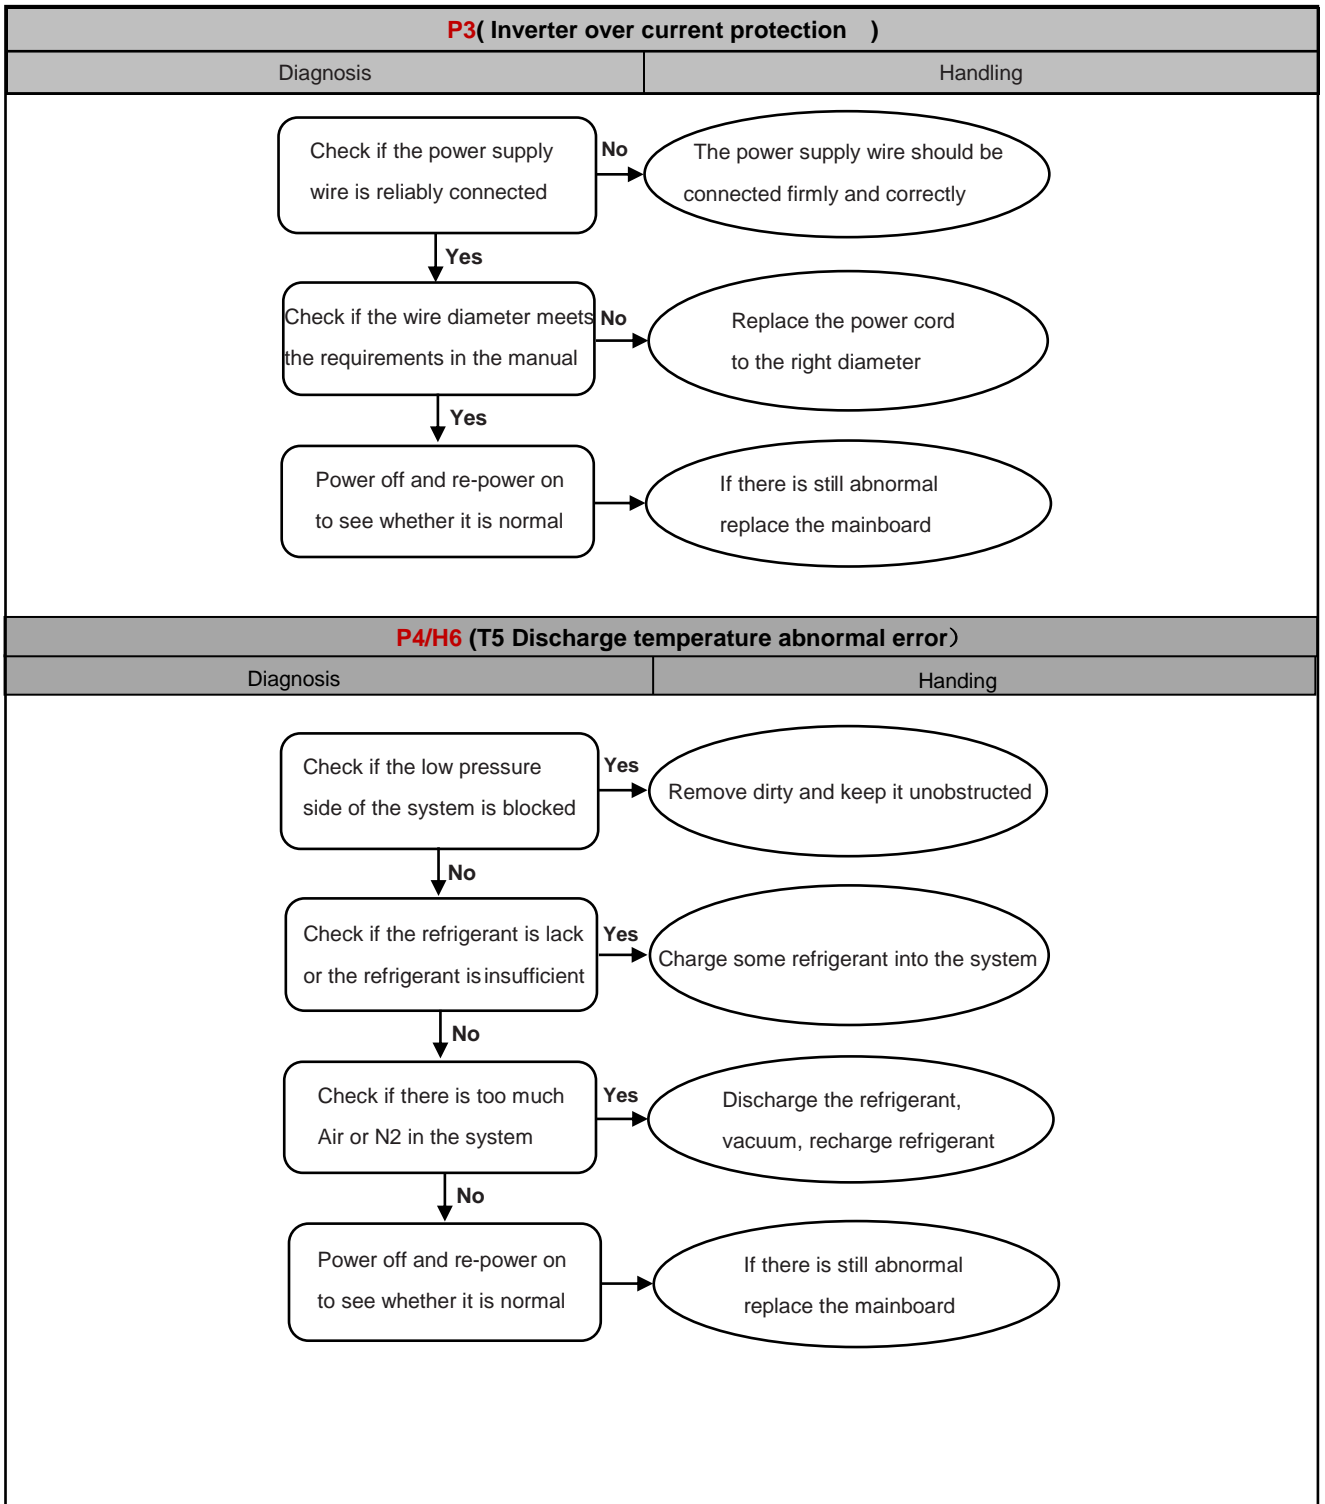 P3( Inverter over current protection )
Diagnosis
Handling
Check if the power supply
wire is reliably connected
No
The power supply wire should be
connected firmly and correctly
Yes
Check if the wire diameter meets
the requirements in the manual
No
Replace the power cord
to the right diameter
Yes
Power off and re-power on
to see whether it is normal
If there is still abnormal
replace the mainboard
P4/H6 (T5 Discharge temperature abnormal error）
Diagnosis
Handing
Check if the low pressure
side of the system is blocked
Yes
Remove dirty and keep it unobstructed
No
Check if the refrigerant is lack
or the refrigerant is insufficient
Yes
Charge some refrigerant into the system
No
Check if there is too much
Air or N2 in the system
Yes
Discharge the refrigerant,
vacuum, recharge refrigerant
No
Power off and re-power on
to see whether it is normal
If there is still abnormal
replace the mainboard